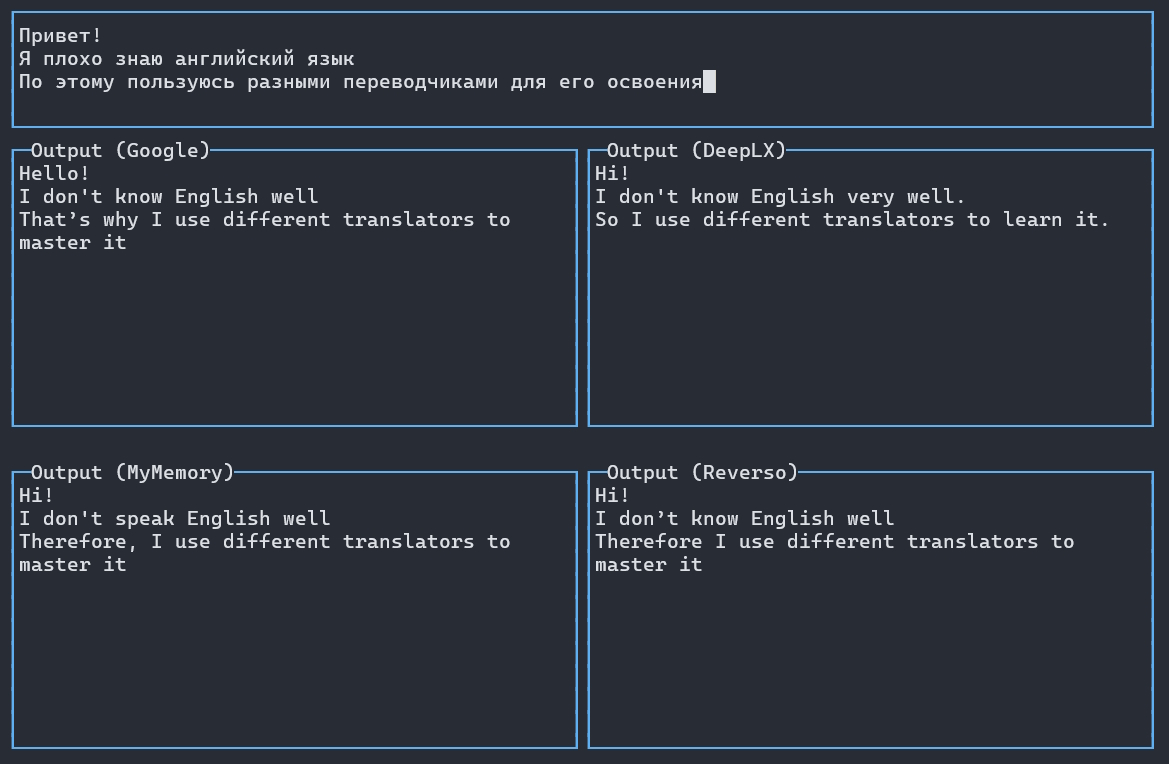 Привет!
Я плохо знаю английский язык
По этому пользуюсь разными переводчиками для его освоения
Output (Google)
Hello!
I don't know English well
That’s why I use different translators to
master it
Output (DeepLX)
Hi!
I don't know English very well.
So I use different translators to learn it.
Output (MyMemory)
Hi!
I don't speak English well
Therefore, I use different translators to
master it
Output (Reverso)
Hi!
I don’t know English well
Therefore I use different translators to
master it